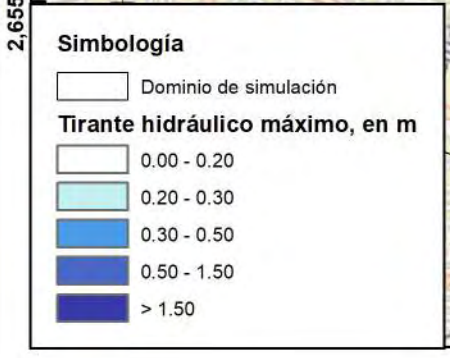 2,655
Simbología
Dominio de simulación
Tirante hidráulico máximo, en m
0.00 - 0.20
0.20 - 0.30
0.30 - 0.50
0.50 - 1.50
> 1.50